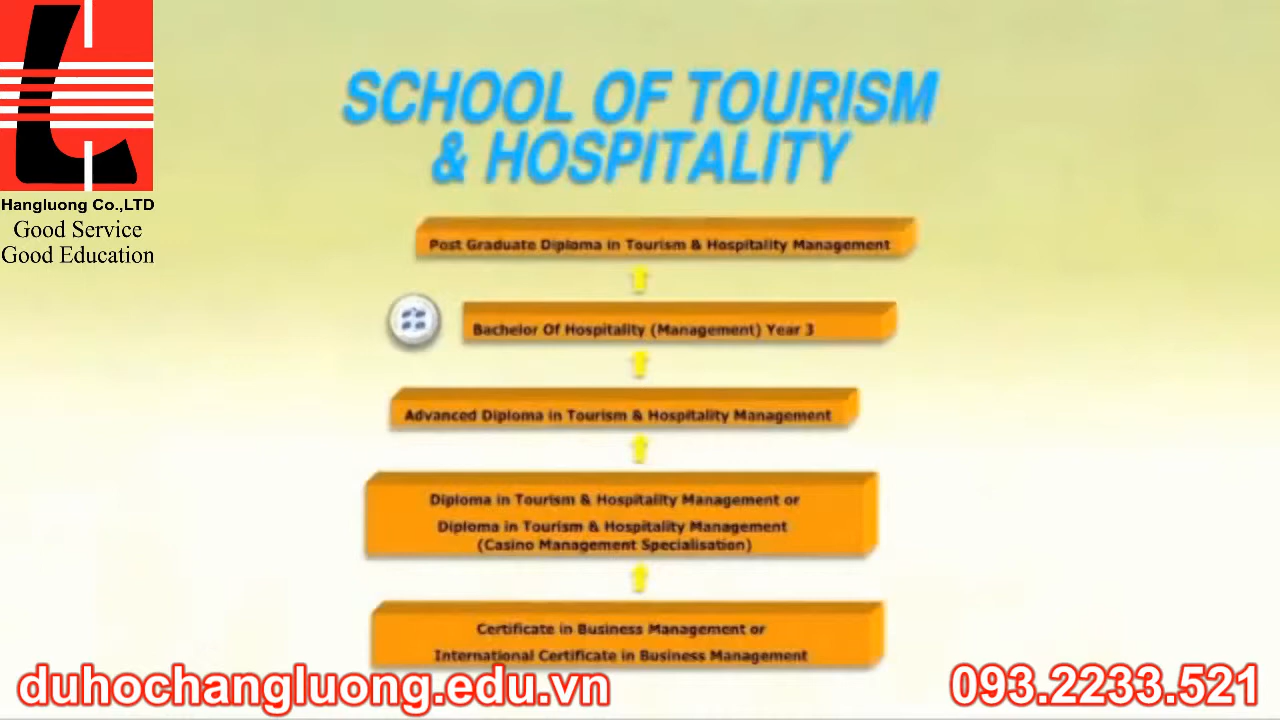 Hangluong Co.,LTD
Good Service
Good Education
SCHOOL OF TOURISM
& HOSPITALITY
Post Graduate Diploma in Tourism & Hospitality Management
Bachelor Of Hospitality (Management) Year 3
Advanced Diploma in Tourism & Hospitality Management
Diploma in Tourism & Hospitality Management or
Diploma in Tourism & Hospitality Management
(Casino Management Specialisation)
Certificate in Business Management or
International Certificate in Business Management
duhochangluong.edu.vn
093.2233.521